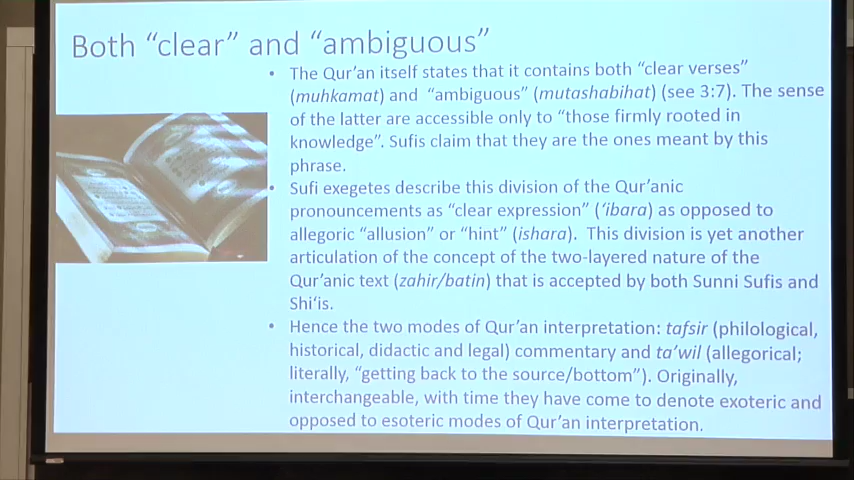 Both “clear” and “ambiguous”
• The Qur’an itself states that it contains both “clear verses”
(muhkamat) and “ambiguous” (mutashabihat) (see 3:7). The sense
of the latter are accessible only to “those firmly rooted in
knowledge”. Sufis claim that they are the ones meant by this
phrase.
• Sufi exegetes describe this division of the Qur’anic
pronouncements as “clear expression” (‘ibara) as opposed to
allegoric “allusion” or “hint” (ishara). This division is yet another
articulation of the concept of the two-layered nature of the
Qur’anic text (zahir/batin) that is accepted by both Sunni Sufis and
Shi‘is.
• Hence the two modes of Qur’an interpretation: tafsir (philological,
historical, didactic and legal) commentary and ta’wil (allegorical;
literally, “getting back to the source/bottom”). Originally,
interchangeable, with time they have come to denote exoteric and
opposed to esoteric modes of Qur’an interpretation.